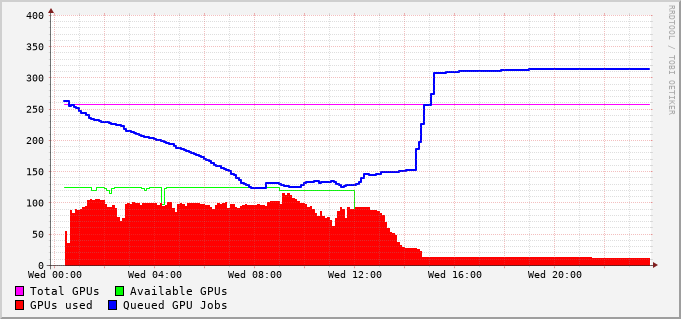 400
350
300
250
200
150
100
50
0
Wed 00:00 Wed 04:00 Wed 08:00 Wed 12:00 Wed 16:00 Wed 20:00
Total GPUs Available GPUs
GPUs used Queued GPU Jobs
RRDTOOL / TOBI OETIKER